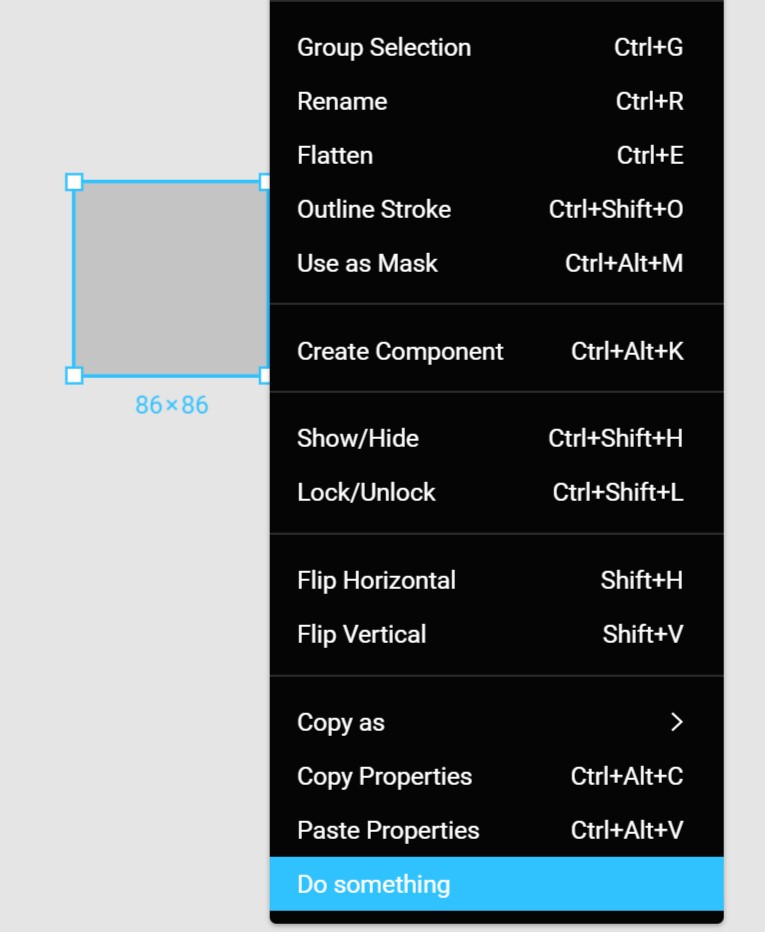 Group Selection Ctrl+G
Rename Ctrl+R
Flatten Ctrl+E
Outline Stroke Ctrl+Shift+O
Use as Mask Ctrl+Alt+M
Create Component Ctrl+Alt+K
86×86
Show/Hide Ctrl+Shift+H
Lock/Unlock Ctrl+Shift+L
Flip Horizontal Shift+H
Flip Vertical Shift+V
Copy as
Copy Properties Ctrl+Alt+C
Paste Properties Ctrl+Alt+V
Do something